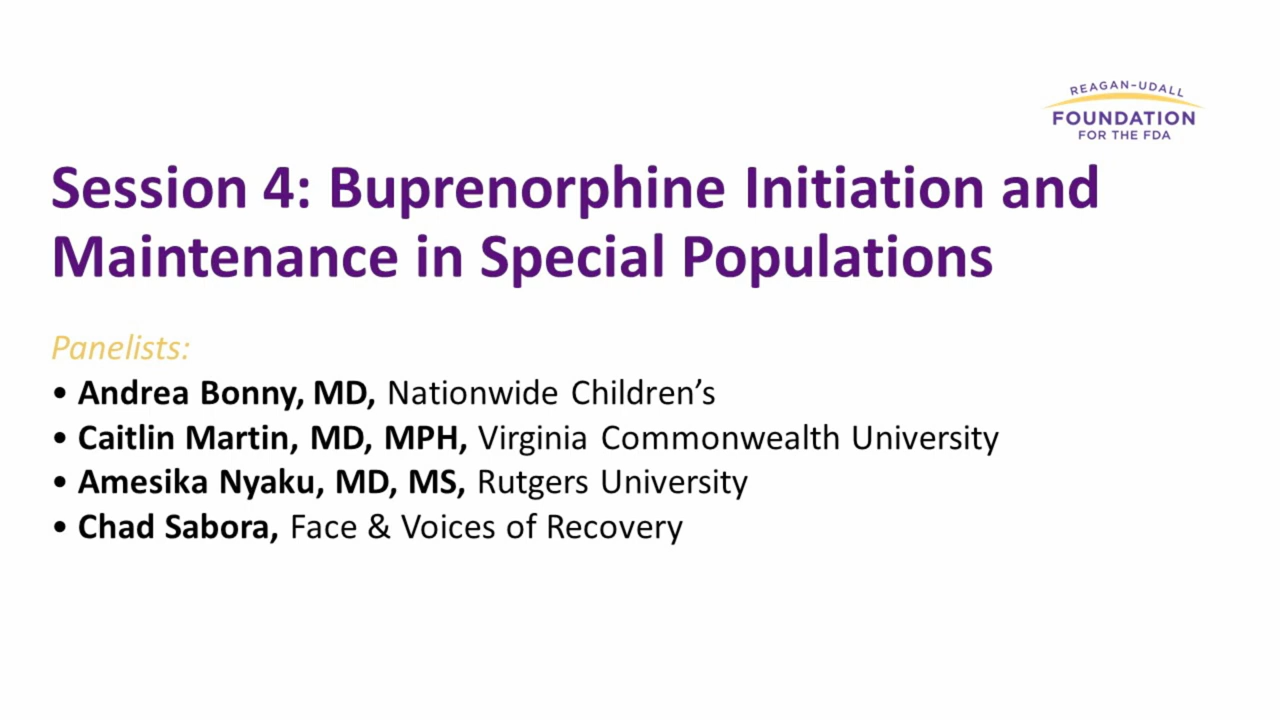 REAGAN-UDALL
FOUNDATION
FOR THE FDA
Session 4: Buprenorphine Initiation and
Maintenance in Special Populations
Panelists:
• Andrea Bonny, MD, Nationwide Children’s
• Caitlin Martin, MD, MPH, Virginia Commonwealth University
• Amesika Nyaku, MD, MS, Rutgers University
• Chad Sabora, Face & Voices of Recovery